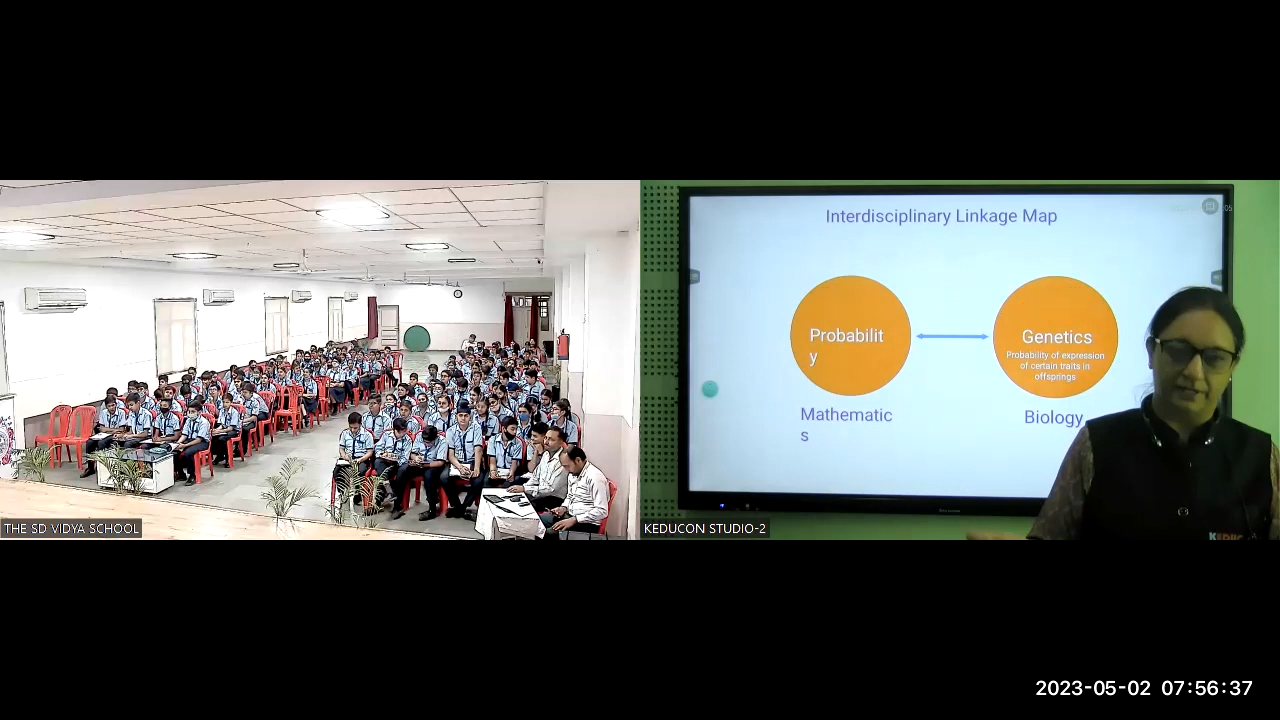 THE SD VIDYA SCHOOL
Interdisciplinary Linkage Map
Probabilit
y
Mathematic
s
Genetics
Probability of expression
of certain traits in
offsprings
Biology
KEDUCON STUDIO-2
2023-05-02 07:56:37